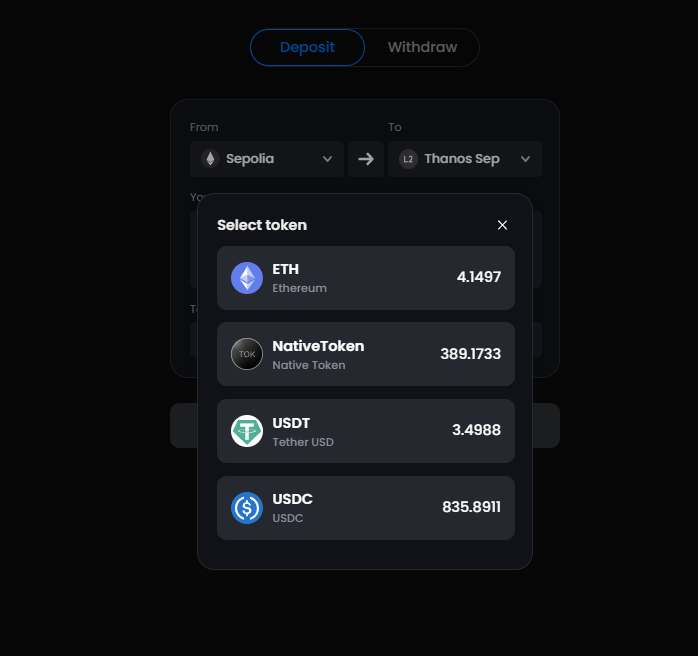 Deposit
Withdraw
From
To
Sepolia
L2
Thanos Sep
Select token
ETH
4.1497
Ethereum
TOK
NativeToken
389.1733
Native Token
USDT
3.4988
Tether USD
USDC
835.8911
USDC